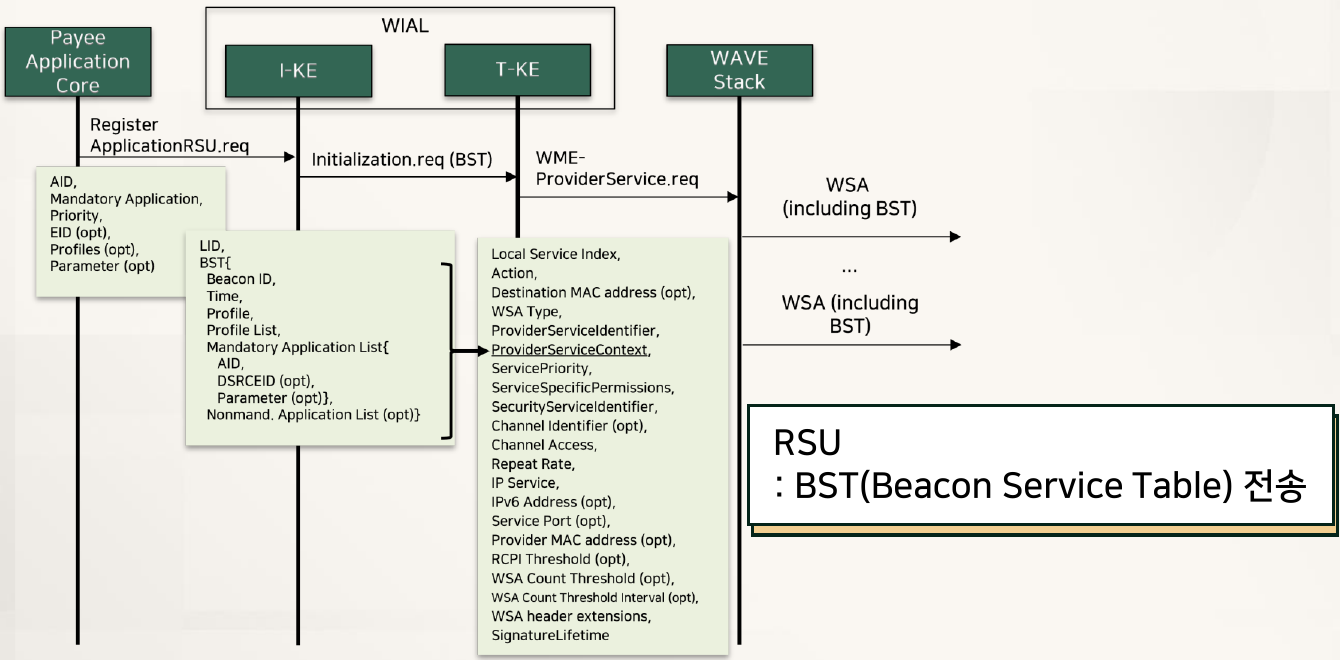 Payee
Application
Core
WIAL
I-KE
T-KE
WAVE
Stack
Register
ApplicationRSU.req
Initialization.req (BST)
WME-
ProviderService.req
WSA
(including BST)
...
WSA (including
BST)
AID,
Mandatory Application,
Priority,
EID (opt),
Profiles (opt),
Parameter (opt)
LID,
BST{
Beacon ID,
Time,
Profile,
Profile List,
Mandatory Application List{
AID,
DSRCEID (opt),
Parameter (opt)},
Nonmand. Application List (opt)}
Local Service Index,
Action,
Destination MAC address (opt),
WSA Type,
ProviderServiceIdentifier,
ProviderServiceContext,
ServicePriority,
ServiceSpecificPermissions,
SecurityServiceIdentifier,
Channel Identifier (opt),
Channel Access,
Repeat Rate,
IP Service,
IPv6 Address (opt),
Service Port (opt),
Provider MAC address (opt),
RCPI Threshold (opt),
WSA Count Threshold (opt),
WSA Count Threshold Interval (opt),
WSA header extensions,
SignatureLifetime
RSU
: BST(Beacon Service Table) 전송